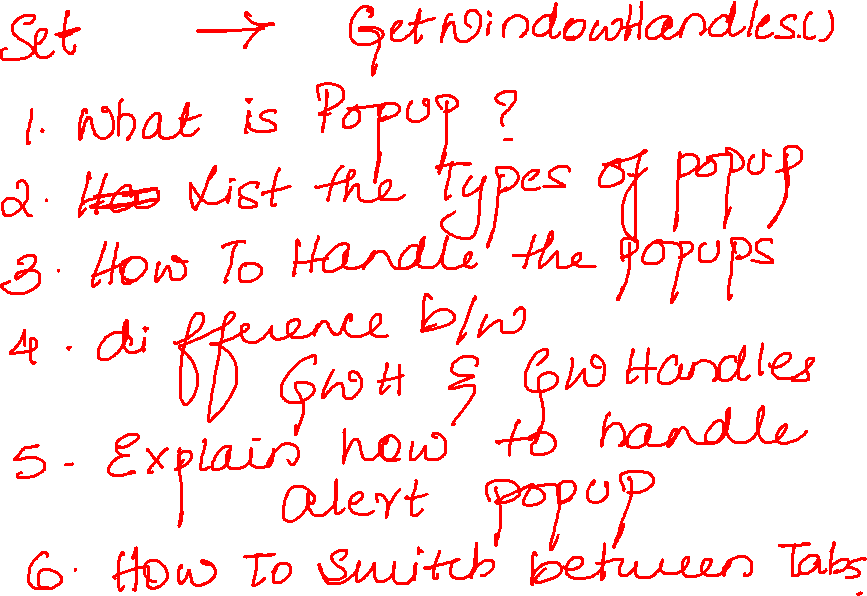 Set → GetWindowHandles()
1. What is Popup ?
2. List the Types of popup
3. How To Handle the popups
4. difference b/w
GWH & GW Handles
5- Explain how to handle
alert popup
6. How To Switch between Tabs